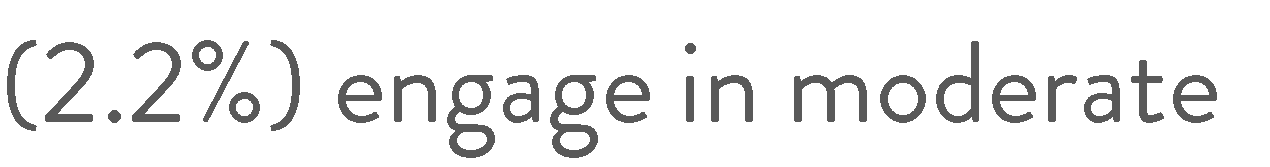 (2.2%) engage in moderate